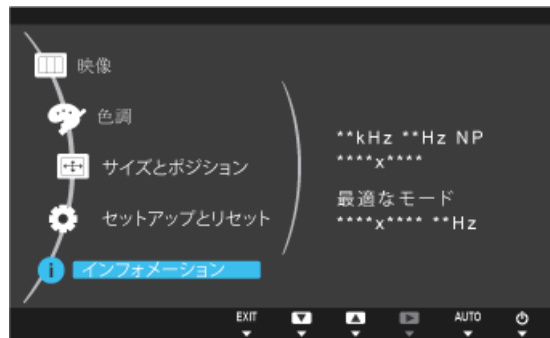 映像
色調
サイズとポジション
セットアップとリセット
インフォメーション
**kHz **Hz NP
****x****
最適なモード
****x**** **Hz
EXIT
AUTO